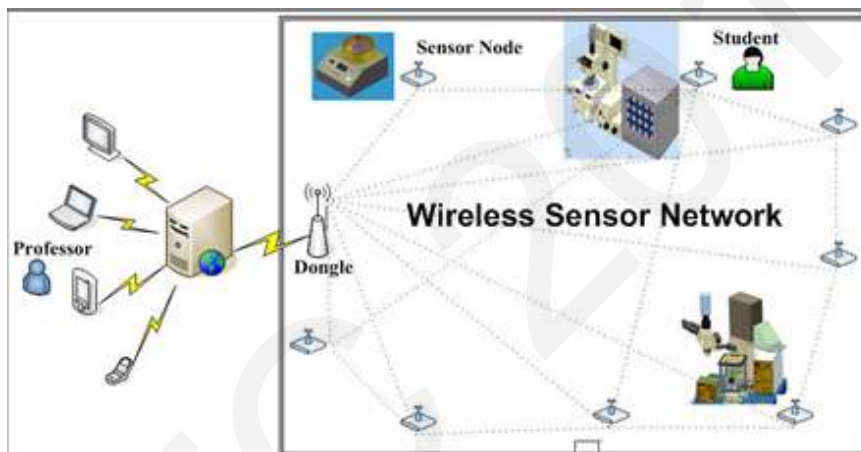 Sensor Node
Student
Wireless Sensor Network
Professor
Dongle